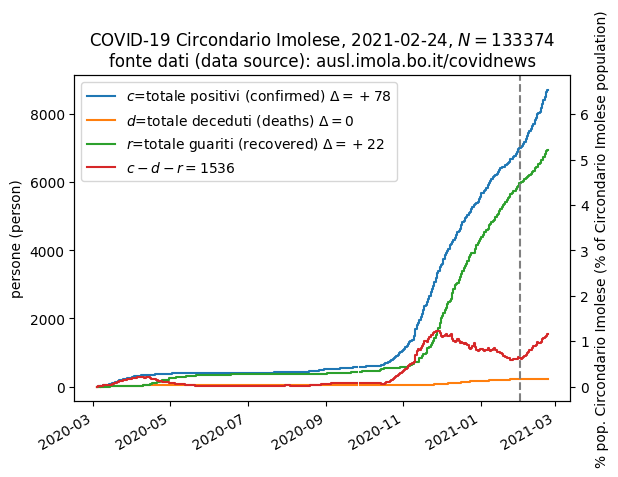 COVID-19 Circondario Imolese, 2021-02-24, N = 133374
fonte dati (data source): ausl.imola.bo.it/covidnews
c=totale positivi (confirmed) Δ = +78
d=totale deceduti (deaths) Δ = 0
r=totale guariti (recovered) Δ = +22
c − d − r = 1536
persone (person)
8000
6000
4000
2000
0
6
5
4
3
2
1
0
% pop. Circondario Imolese (% of Circondario Imolese population)
2020-03
2020-05
2020-07
2020-09
2020-11
2021-01
2021-03